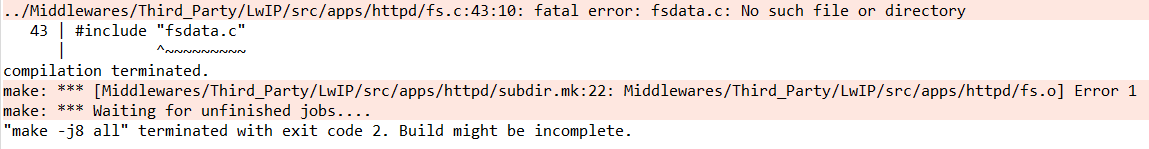 ../Middlewares/Third_Party/LwIP/src/apps/httpd/fs.c:43:10: fatal error: fsdata.c: No such file or directory
   43 | #include "fsdata.c"
      |          ^~~~~~~~~~
compilation terminated.
make: *** [Middlewares/Third_Party/LwIP/src/apps/httpd/subdir.mk:22: Middlewares/Third_Party/LwIP/src/apps/httpd/fs.o] Error 1
make: *** Waiting for unfinished jobs....
"make -j8 all" terminated with exit code 2. Build might be incomplete.